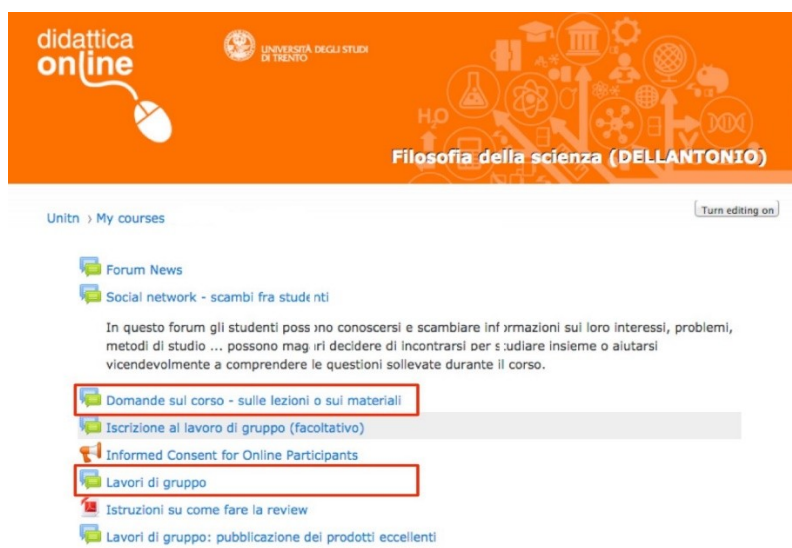 didattica
online
UNIVERSITÀ DEGLI STUDI
DI TRENTO
H₂O
Filosofia della scienza (DELLANTONIO)
Unitn › My courses
Turn editing on
Forum News
Social network - scambi fra studenti
In questo forum gli studenti possono conoscersi e scambiare informazioni sui loro interessi, problemi,
metodi di studio ... possono magari decidere di incontrarsi per studiare insieme o aiutarsi
vicendevolmente a comprendere le questioni sollevate durante il corso.
Domande sul corso - sulle lezioni o sui materiali
Iscrizione al lavoro di gruppo (facoltativo)
Informed Consent for Online Participants
Lavori di gruppo
Istruzioni su come fare la review
Lavori di gruppo: pubblicazione dei prodotti eccellenti